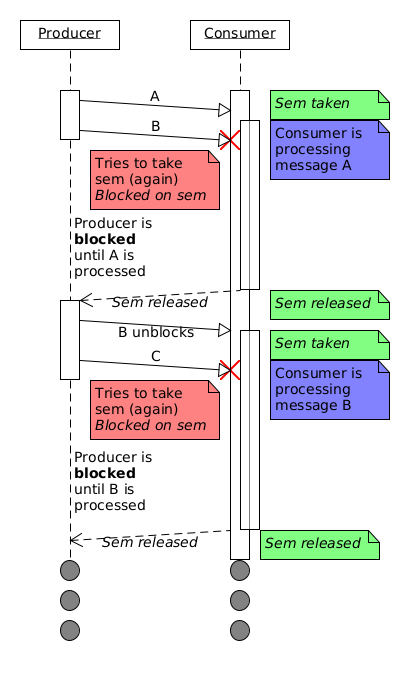 Producer
Consumer
A
Sem taken
B
Consumer is
processing
message A
Tries to take
sem (again)
Blocked on sem
Producer is
blocked
until A is
processed
Sem released
Sem released
B unblocks
Sem taken
C
Consumer is
processing
message B
Tries to take
sem (again)
Blocked on sem
Producer is
blocked
until B is
processed
Sem released
Sem released